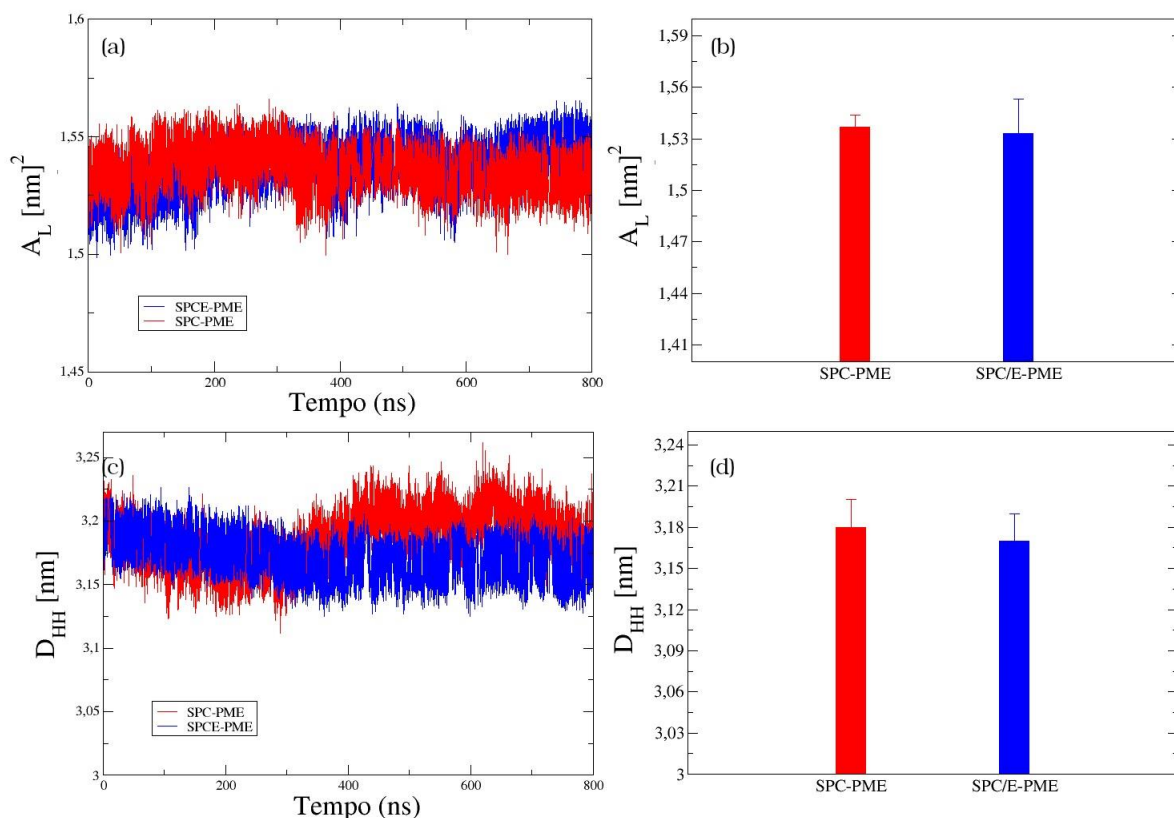 (a)
A_L [nm]^2
1,6
1,55
1,5
1,45
SPCE-PME
SPC-PME
0 200 400 600 800
Tempo (ns)
(b)
A_L [nm]^2
1,59
1,56
1,53
1,5
1,47
1,44
1,41
SPC-PME SPC/E-PME
(c)
D_HH [nm]
3,25
3,2
3,15
3,1
3,05
3
SPC-PME
SPCE-PME
0 200 400 600 800
Tempo (ns)
(d)
D_HH [nm]
3,24
3,21
3,18
3,15
3,12
3,09
3,06
3,03
3
SPC-PME SPC/E-PME